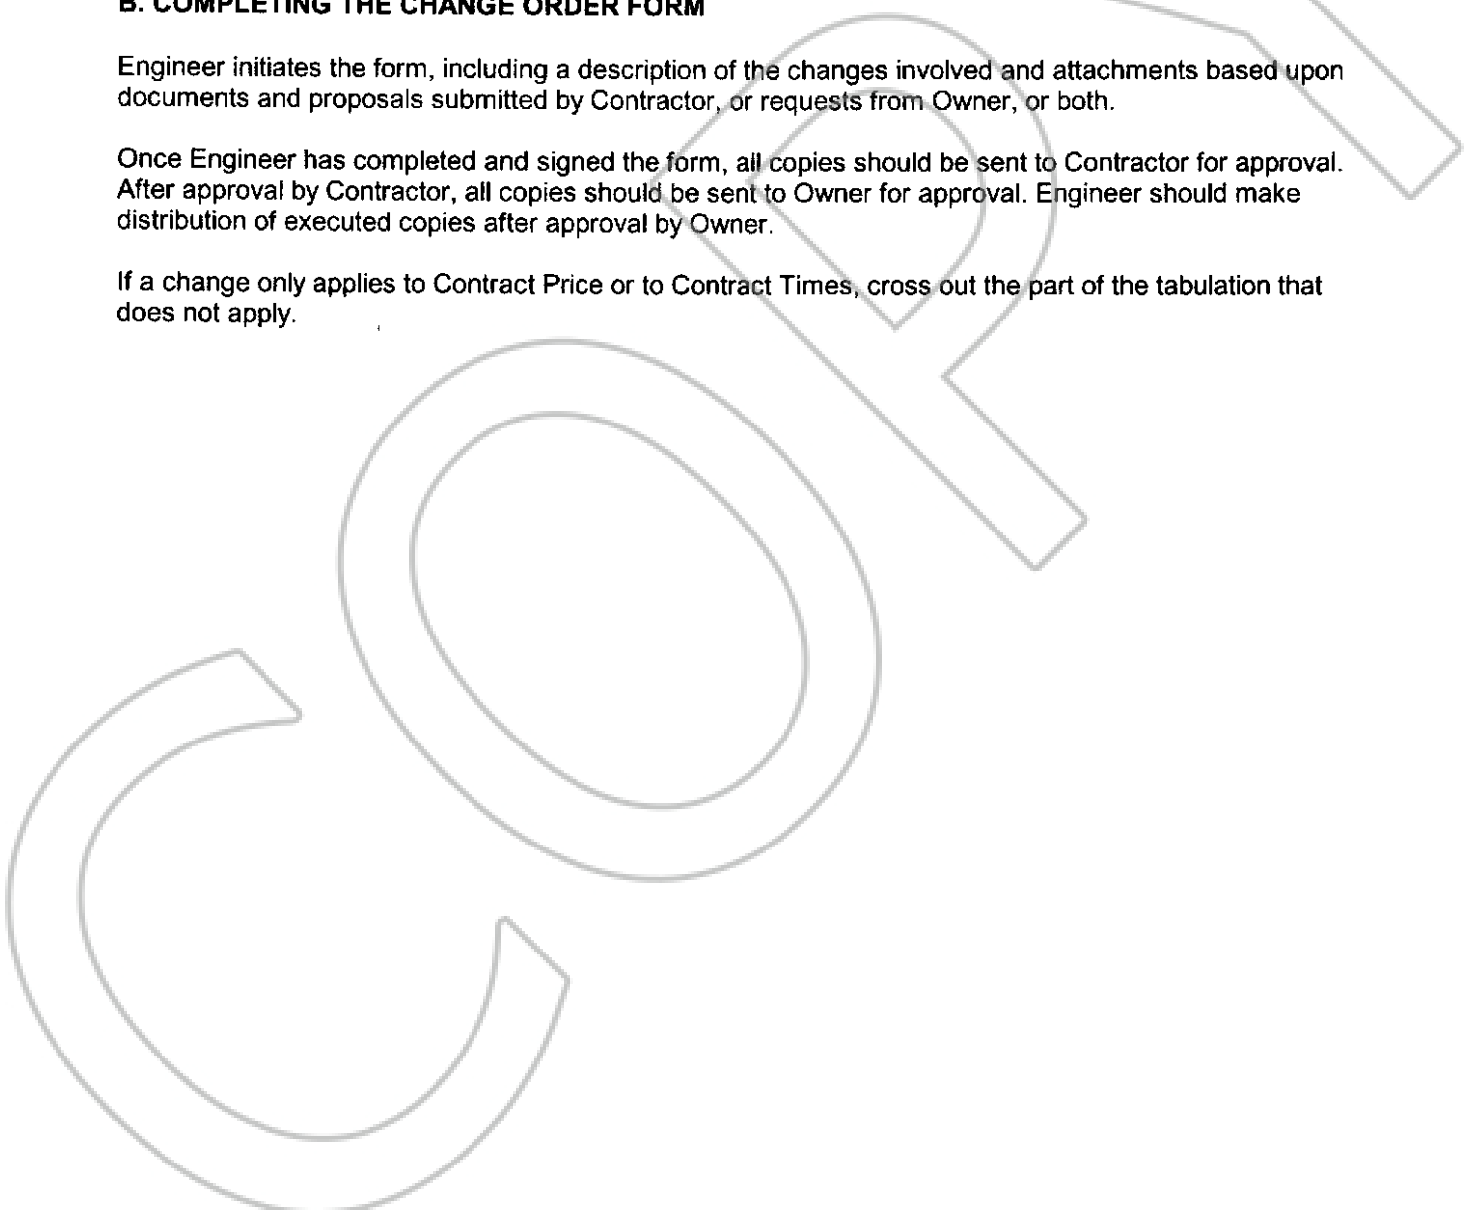 B. COMPLETING THE CHANGE ORDER FORM
Engineer initiates the form, including a description of the changes involved and attachments based upon
documents and proposals submitted by Contractor, or requests from Owner, or both.
Once Engineer has completed and signed the form, all copies should be sent to Contractor for approval.
After approval by Contractor, all copies should be sent to Owner for approval. Engineer should make
distribution of executed copies after approval by Owner.
If a change only applies to Contract Price or to Contract Times, cross out the part of the tabulation that
does not apply.
COPY